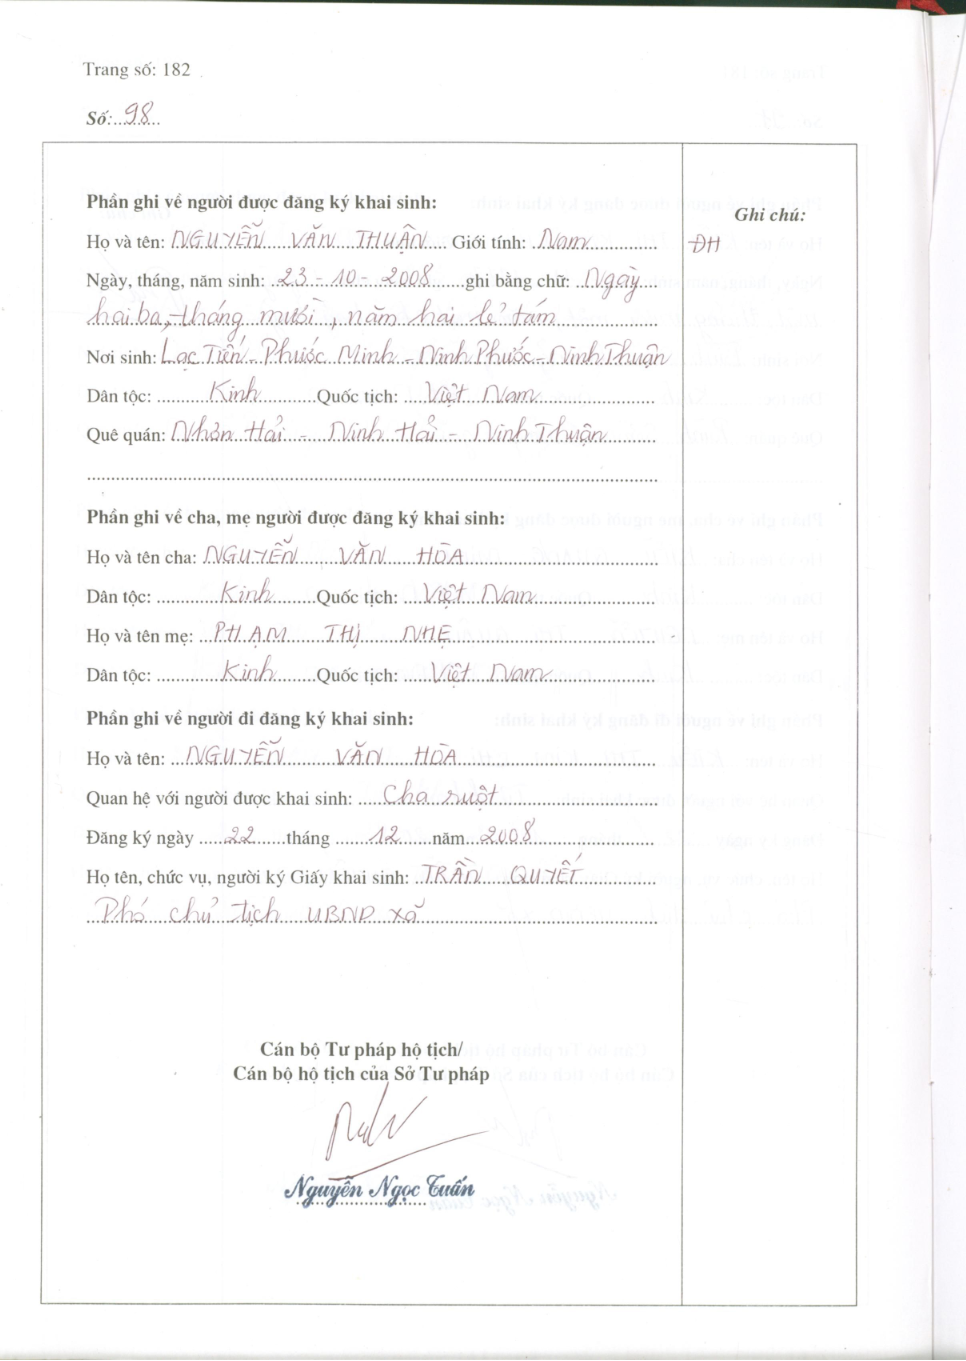 Trang số: 182
Số: 98
Phần ghi về người được đăng ký khai sinh:
Ghi chú:
Họ và tên: NGUYỄN VĂN THUẬN Giới tính: Nam
ĐH
Ngày, tháng, năm sinh: 23-10-2008 ghi bằng chữ: Ngày
hai ba, tháng mười, năm hai lẻ tám
Nơi sinh: Lạc Tiến - Phước Minh - Ninh Phước - Ninh Thuận
Dân tộc: Kinh Quốc tịch: Việt Nam
Quê quán: Nhơn Hải - Ninh Hải - Ninh Thuận
Phần ghi về cha, mẹ người được đăng ký khai sinh:
Họ và tên cha: NGUYỄN VĂN HÒA
Dân tộc: Kinh Quốc tịch: Việt Nam
Họ và tên mẹ: PHẠM THỊ NHẸ
Dân tộc: Kinh Quốc tịch: Việt Nam
Phần ghi về người đi đăng ký khai sinh:
Họ và tên: NGUYỄN VĂN HÒA
Quan hệ với người được khai sinh: Cha ruột
Đăng ký ngày 22 tháng 12 năm 2008
Họ tên, chức vụ, người ký Giấy khai sinh: TRẦN QUYẾT
Phó chủ tịch UBND xã
Cán bộ Tư pháp hộ tịch/
Cán bộ hộ tịch của Sở Tư pháp
Nguyễn Ngọc Tuấn